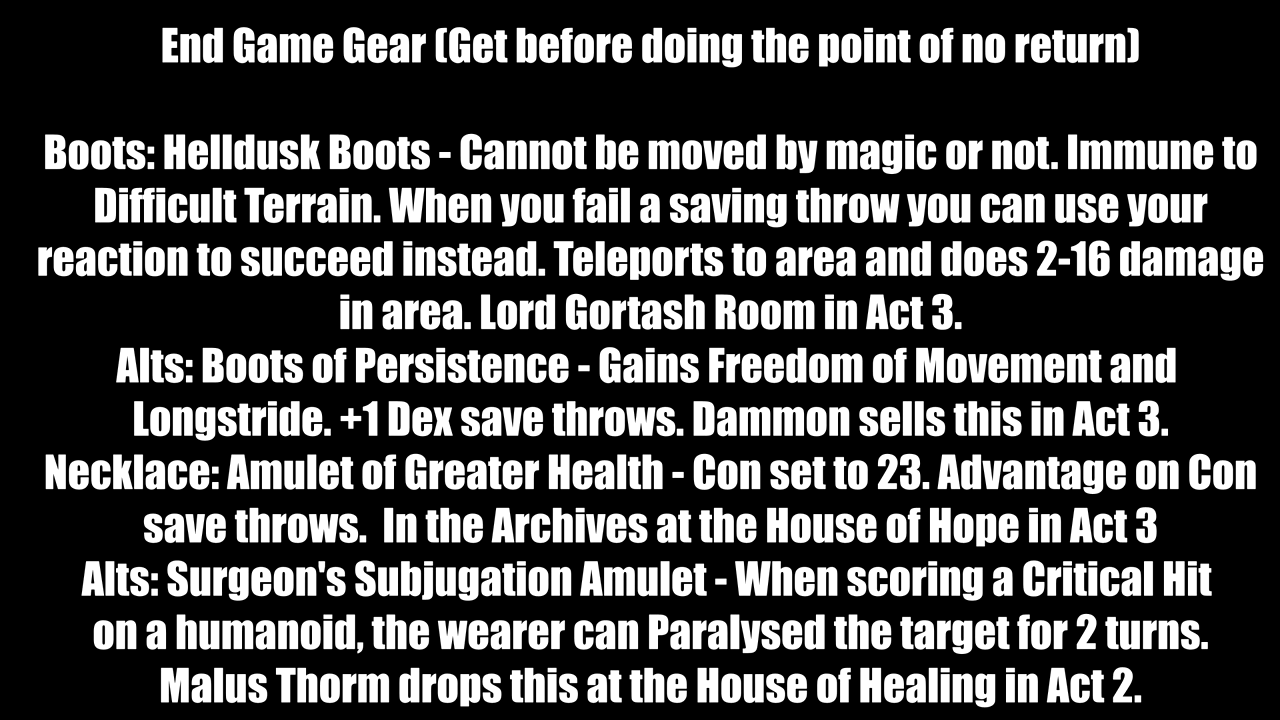 End Game Gear (Get before doing the point of no return)
Boots: Helldusk Boots - Cannot be moved by magic or not. Immune to
Difficult Terrain. When you fail a saving throw you can use your
reaction to succeed instead. Teleports to area and does 2-16 damage
in area. Lord Gortash Room in Act 3.
Alts: Boots of Persistence - Gains Freedom of Movement and
Longstride. +1 Dex save throws. Dammon sells this in Act 3.
Necklace: Amulet of Greater Health - Con set to 23. Advantage on Con
save throws.  In the Archives at the House of Hope in Act 3
Alts: Surgeon's Subjugation Amulet - When scoring a Critical Hit
on a humanoid, the wearer can Paralysed the target for 2 turns.
Malus Thorm drops this at the House of Healing in Act 2.